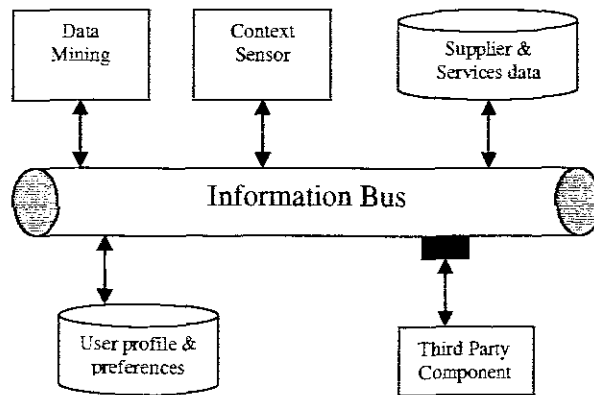 Data
Mining
Context
Sensor
Supplier &
Services data
Information Bus
User profile &
preferences
Third Party
Component